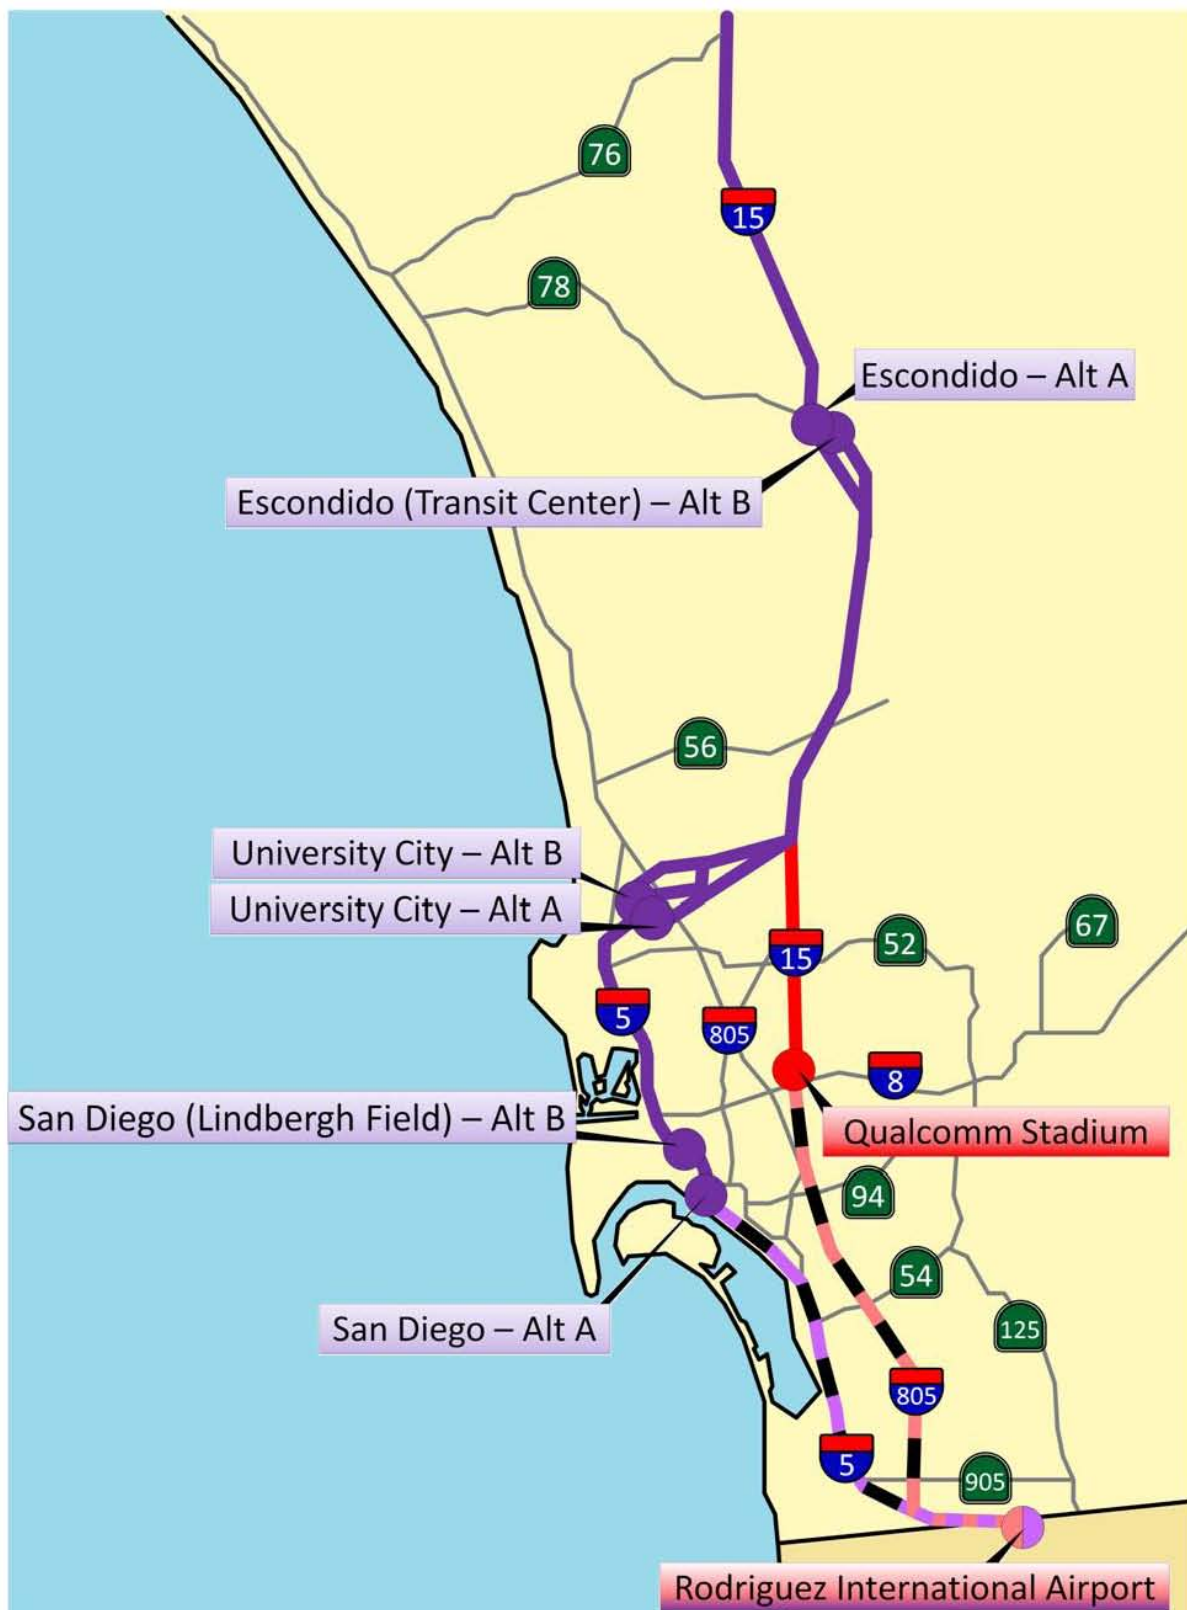 76
15
78
Escondido – Alt A
Escondido (Transit Center) – Alt B
56
University City – Alt B
University City – Alt A
15
52
67
5
805
8
San Diego (Lindbergh Field) – Alt B
Qualcomm Stadium
94
54
San Diego – Alt A
125
805
5
905
Rodriguez International Airport